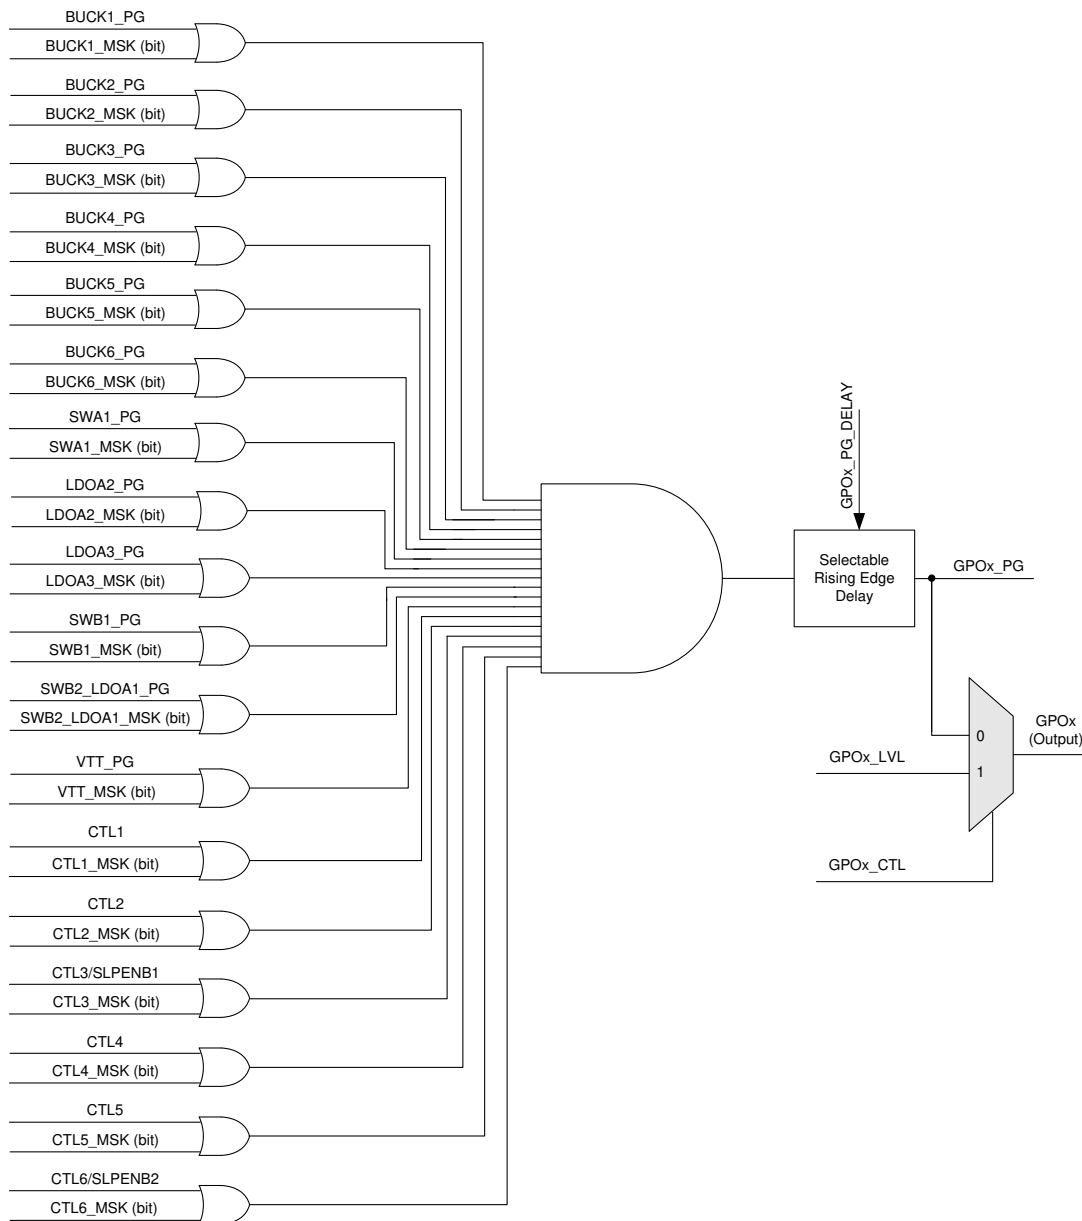 BUCK1_PG
BUCK1_MSK (bit)
BUCK2_PG
BUCK2_MSK (bit)
BUCK3_PG
BUCK3_MSK (bit)
BUCK4_PG
BUCK4_MSK (bit)
BUCK5_PG
BUCK5_MSK (bit)
BUCK6_PG
BUCK6_MSK (bit)
SWA1_PG
SWA1_MSK (bit)
LDOA2_PG
LDOA2_MSK (bit)
LDOA3_PG
LDOA3_MSK (bit)
SWB1_PG
SWB1_MSK (bit)
SWB2_LDOA1_PG
SWB2_LDOA1_MSK (bit)
VTT_PG
VTT_MSK (bit)
CTL1
CTL1_MSK (bit)
CTL2
CTL2_MSK (bit)
CTL3/SLPENB1
CTL3_MSK (bit)
CTL4
CTL4_MSK (bit)
CTL5
CTL5_MSK (bit)
CTL6/SLPENB2
CTL6_MSK (bit)
GPOx_PG_DELAY
Selectable
Rising Edge
Delay
GPOx_PG
GPOx_LVL
GPOx_CTL
0
1
GPOx
(Output)